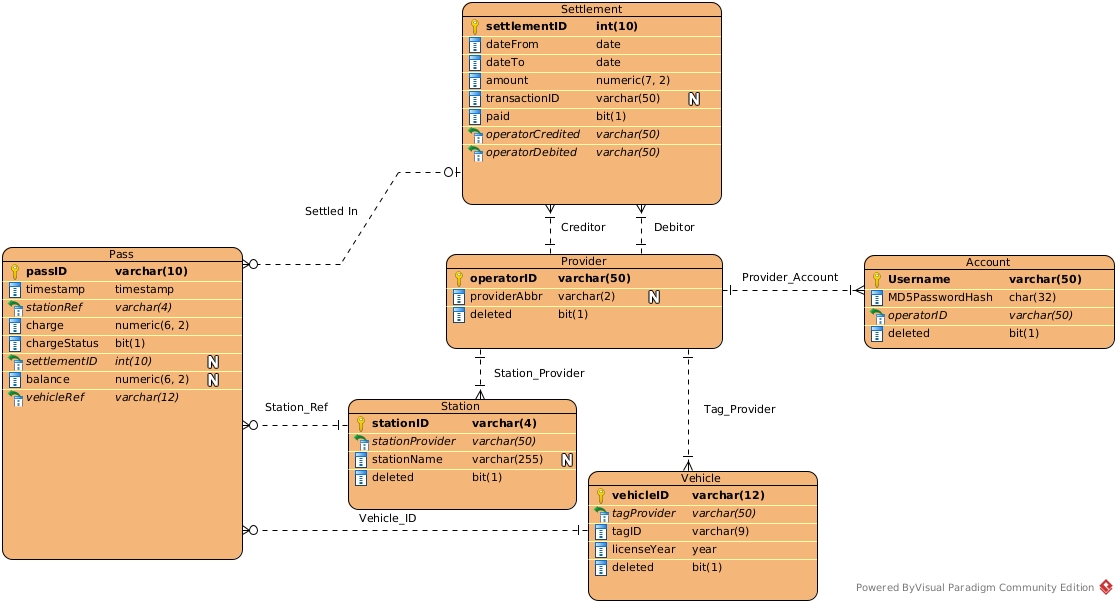 Settlement
settlementID int(10)
dateFrom date
dateTo date
amount numeric(7, 2)
transactionID varchar(50) N
paid bit(1)
operatorCredited varchar(50)
operatorDebited varchar(50)
Settled In
Creditor
Debitor
Pass
passID varchar(10)
timestamp timestamp
stationRef varchar(4)
charge numeric(6, 2)
chargeStatus bit(1)
settlementID int(10) N
balance numeric(6, 2) N
vehicleRef varchar(12)
Provider
operatorID varchar(50)
providerAbbr varchar(2) N
deleted bit(1)
Provider_Account
Account
Username varchar(50)
MD5PasswordHash char(32)
operatorID varchar(50)
deleted bit(1)
Station_Provider
Station_Ref
Tag_Provider
Station
stationID varchar(4)
stationProvider varchar(50)
stationName varchar(255) N
deleted bit(1)
Vehicle_ID
Vehicle
vehicleID varchar(12)
tagProvider varchar(50)
tagID varchar(9)
licenseYear year
deleted bit(1)
Powered ByVisual Paradigm Community Edition